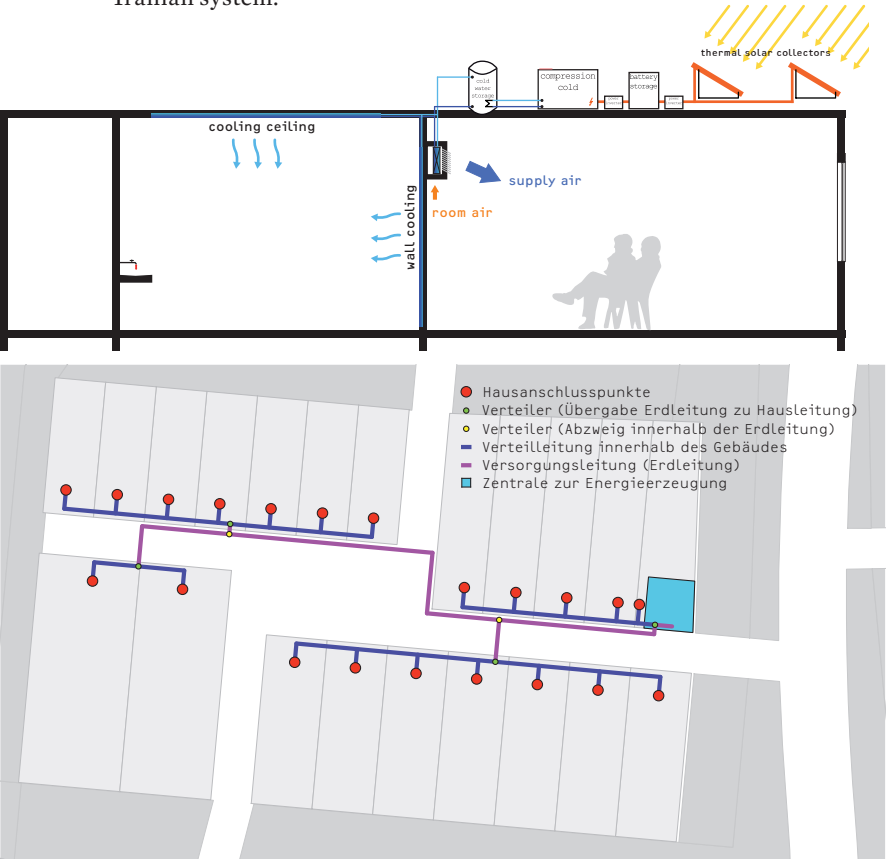 Iranian system.
thermal solar collectors
cold
water
storage
compression
cold
battery
storage
cooling ceiling
supply air
room air
wall cooling
Hausanschlusspunkte
Verteiler (Übergabe Erdleitung zu Hausleitung)
Verteiler (Abzweig innerhalb der Erdleitung)
Verteilleitung innerhalb des Gebäudes
Versorgungsleitung (Erdleitung)
Zentrale zur Energieerzeugung